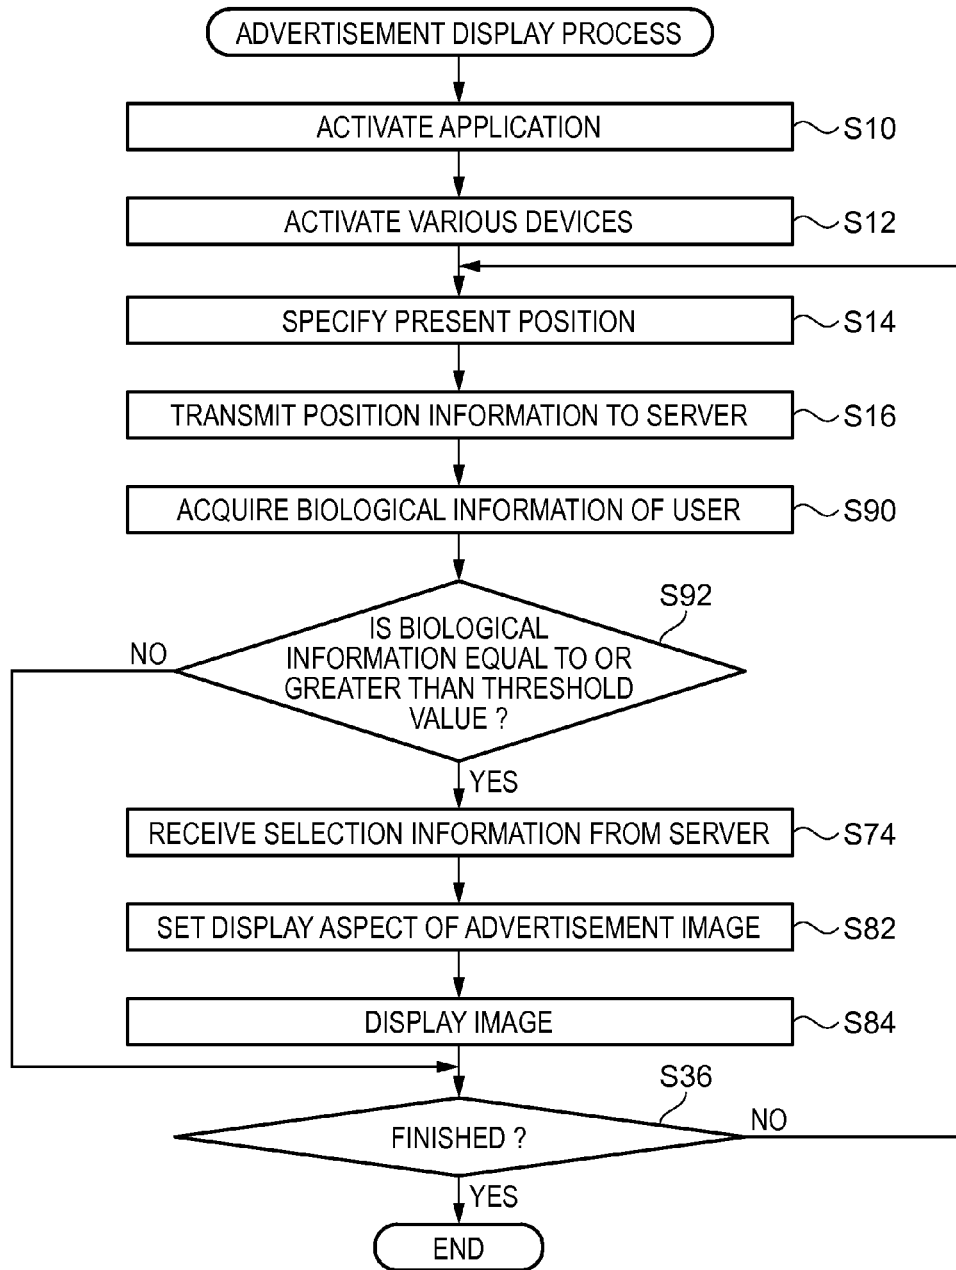 ADVERTISEMENT DISPLAY PROCESS
ACTIVATE APPLICATION
S10
ACTIVATE VARIOUS DEVICES
S12
SPECIFY PRESENT POSITION
S14
TRANSMIT POSITION INFORMATION TO SERVER
S16
ACQUIRE BIOLOGICAL INFORMATION OF USER
S90
S92
IS BIOLOGICAL
INFORMATION EQUAL TO OR
GREATER THAN THRESHOLD
VALUE ?
NO
YES
RECEIVE SELECTION INFORMATION FROM SERVER
S74
SET DISPLAY ASPECT OF ADVERTISEMENT IMAGE
S82
DISPLAY IMAGE
S84
S36
FINISHED ?
NO
YES
END